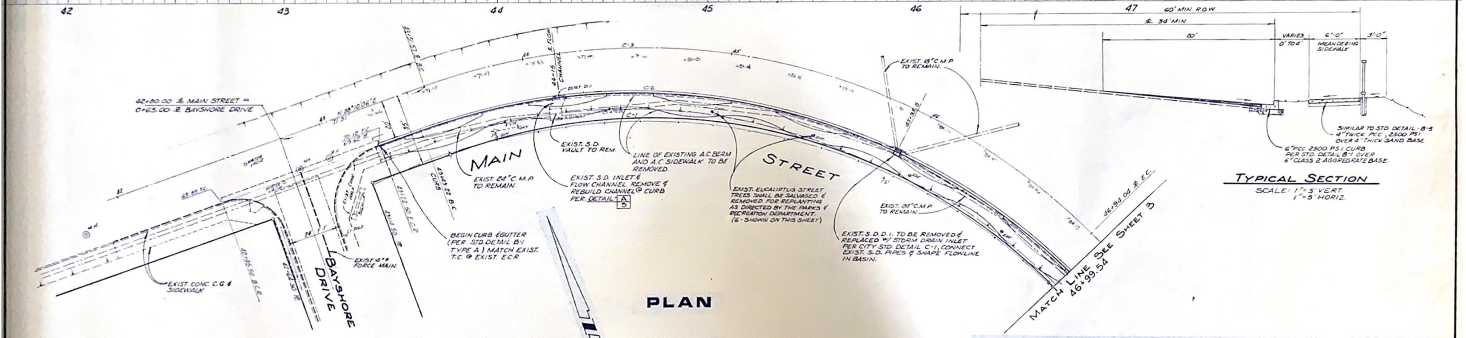 42
43
45
46
47
60' MIN R.O.W
₡ 34' MIN
20'
VARIES
0' TO 4'
6'-0"
MEANDERING
SIDEWALK
3'-0"
42+80.00 ₡ MAIN STREET =
0+65.00 ₡ BAYSHORE DRIVE
C-3
C-2
C-1
EXIST D.I.
EXIST. 18" C.M.P.
TO REMAIN
MAIN
STREET
EXIST. 24" C.M.P.
TO REMAIN
EXIST. S.D.
VAULT TO REM.
EXIST. S.D. INLET &
FLOW CHANNEL. REMOVE &
REBUILD CHANNEL @ CURB
PER. DETAIL A
5
LINE OF EXISTING A.C BERM
AND A.C SIDEWALK TO BE
REMOVED
EXIST. EUCALIPTUS STREET
TREES SHALL BE SALVAGED &
REMOVED FOR REPLANTING
AS DIRECTED BY THE PARKS &
RECREATION DEPARTMENT.
(6 - SHOWN ON THIS SHEET)
TO REMAIN
EXIST. S.D.D.I. TO BE REMOVED &
REPLACED W/ STORM DRAIN INLET
PER CITY STD. DETAIL C-1, CONNECT
EXIST. S.D. PIPES & SHAPE FLOWLINE
IN BASIN.
BEGIN CURB & GUTTER
(PER STD. DETAIL B-1
TYPE A) MATCH EXIST.
T.C. @ EXIST. E.C.R.
EXIST 4"ø
FORCE MAIN
EXIST CONC C.G &
SIDEWALK
BAYSHORE
DRIVE
46+94.04 ₡ E.C.
MATCH LINE SEE SHEET 3
46+99.54
SIMILAR TO STD DETAIL - B-5
4" THICK PCC, 2500 PSI
OVER 4" THICK SAND BASE
6" PCC 2500 PSI CURB
PER STD. DETAIL B-1 OVER
6" CLASS 2 AGGREGRATE BASE.
TYPICAL SECTION
SCALE: 1"=5' VERT
1"=5' HORIZ.
PLAN